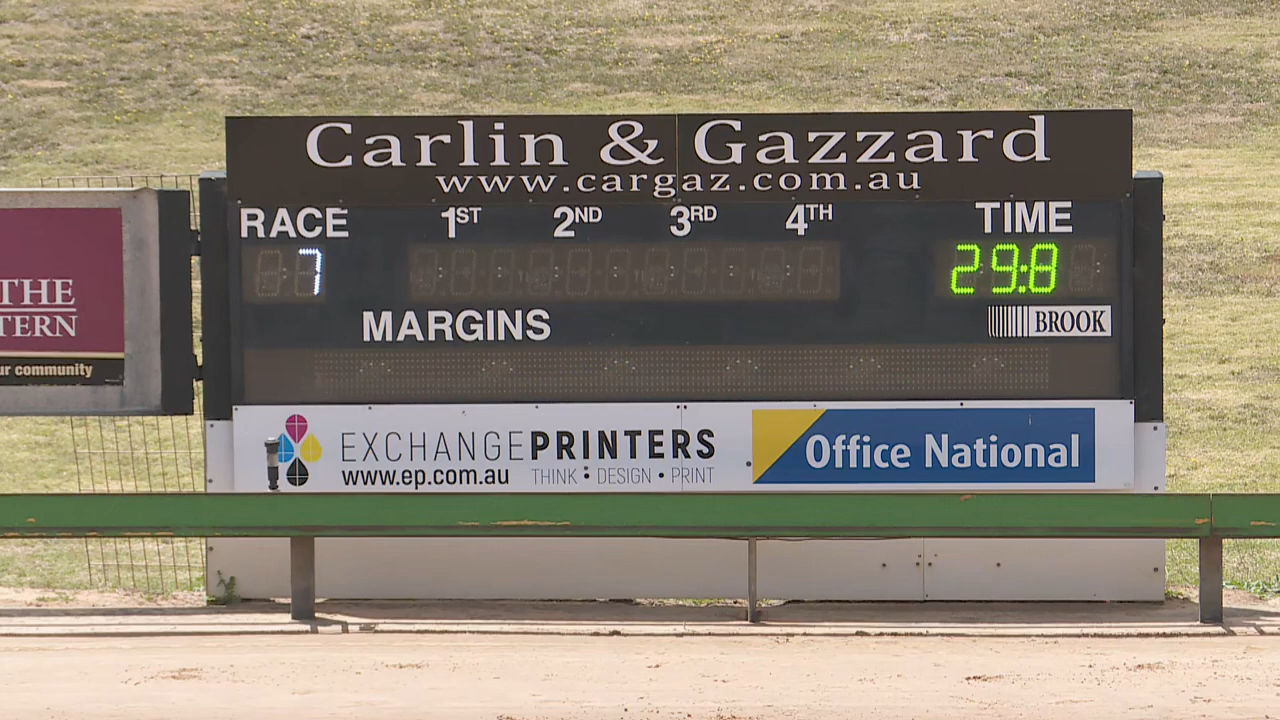 Carlin & Gazzard
www.cargaz.com.au
RACE 1ST 2ND 3RD 4TH TIME
7 29:8
THE
TERN
MARGINS
BROOK
ur community
EXCHANGEPRINTERS
www.ep.com.au THINK • DESIGN • PRINT
Office National